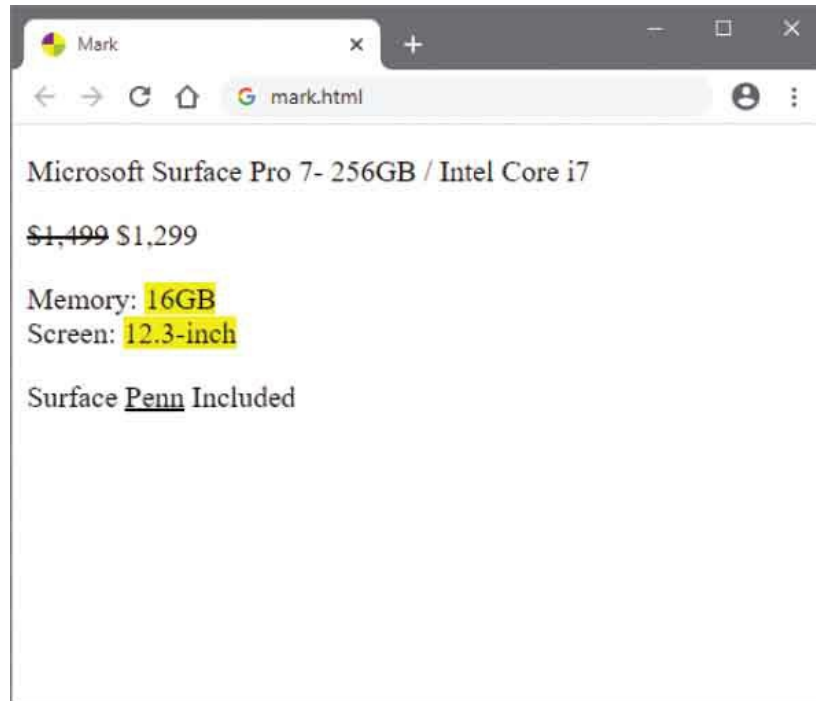 Mark
mark.html
Microsoft Surface Pro 7- 256GB / Intel Core i7
$1,499 $1,299
Memory: 16GB
Screen: 12.3-inch
Surface Penn Included